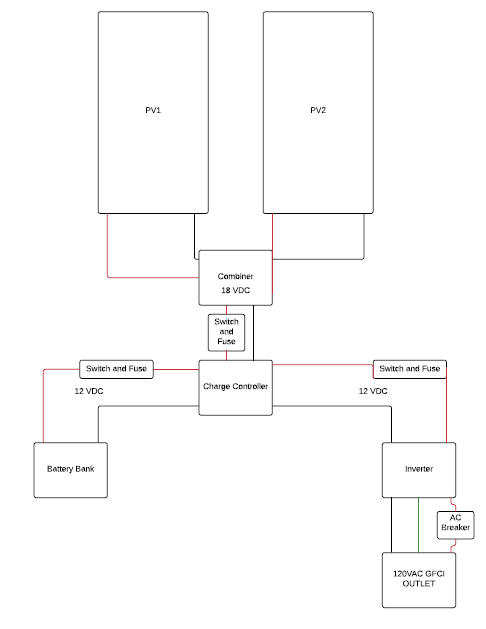 PV1
PV2
Combiner
18 VDC
Switch
and
Fuse
Switch and Fuse
Switch and Fuse
12 VDC
Charge Controller
12 VDC
Battery Bank
Inverter
AC
Breaker
120VAC GFCI
OUTLET